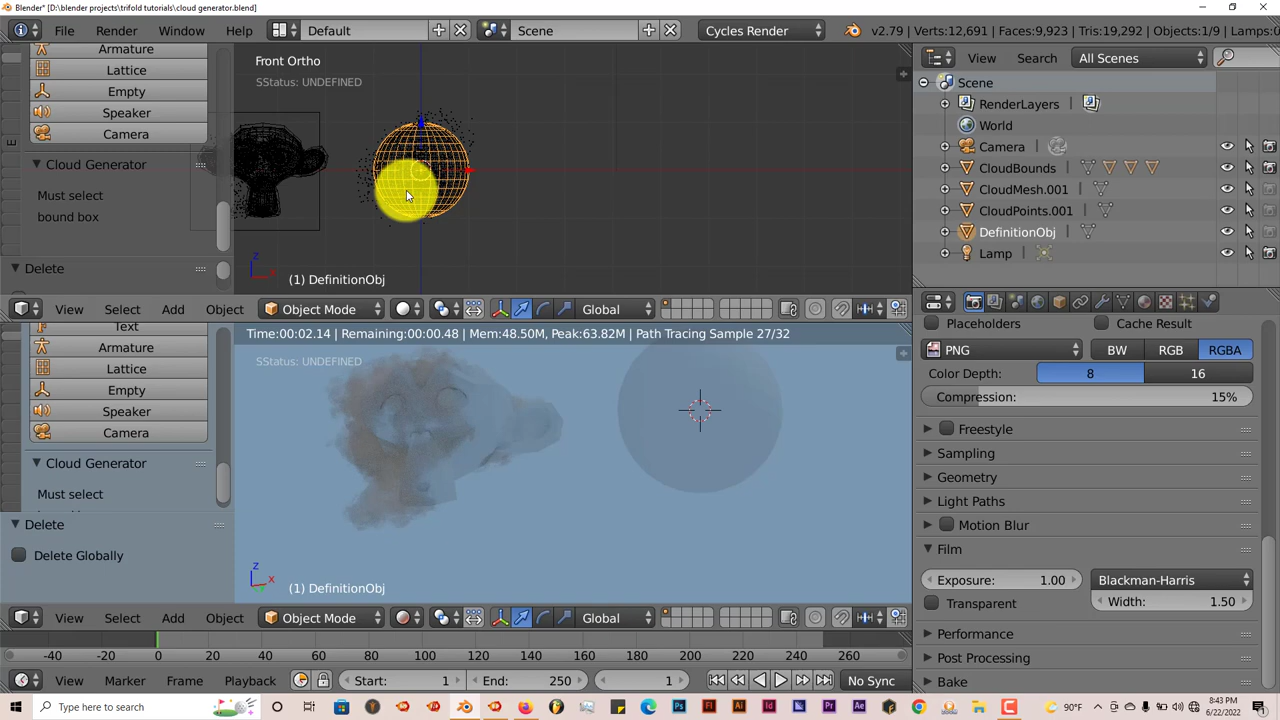 Blender* [D:\blender projects\trifold tutorials\cloud generator.blend]
File Render Window Help Default Scene Cycles Render v2.79 | Verts:12,691 | Faces:9,923 | Tris:19,292 | Objects:1/9 | Lamps:0
Armature
Lattice
Empty
Speaker
Camera
Cloud Generator
Must select
bound box
Delete
Front Ortho
SStatus: UNDEFINED
(1) DefinitionObj
View Select Add Object Object Mode Global
Text
Armature
Lattice
Empty
Speaker
Camera
Cloud Generator
Must select
Delete
Delete Globally
Time:00:02.14 | Remaining:00:00.48 | Mem:48.50M, Peak:63.82M | Path Tracing Sample 27/32
SStatus: UNDEFINED
(1) DefinitionObj
View Select Add Object Object Mode Global
View Search All Scenes
Scene
RenderLayers
World
Camera
CloudBounds
CloudMesh.001
CloudPoints.001
DefinitionObj
Lamp
Placeholders Cache Result
PNG BW RGB RGBA
Color Depth: 8 16
Compression: 15%
Freestyle
Sampling
Geometry
Light Paths
Motion Blur
Film
Exposure: 1.00 Blackman-Harris
Transparent Width: 1.50
Performance
Post Processing
Bake
-40 -20 0 20 40 60 80 100 120 140 160 180 200 220 240 260
View Marker Frame Playback Start: 1 End: 250 1 No Sync
Type here to search 90° 8:43 PM
6/22/2022